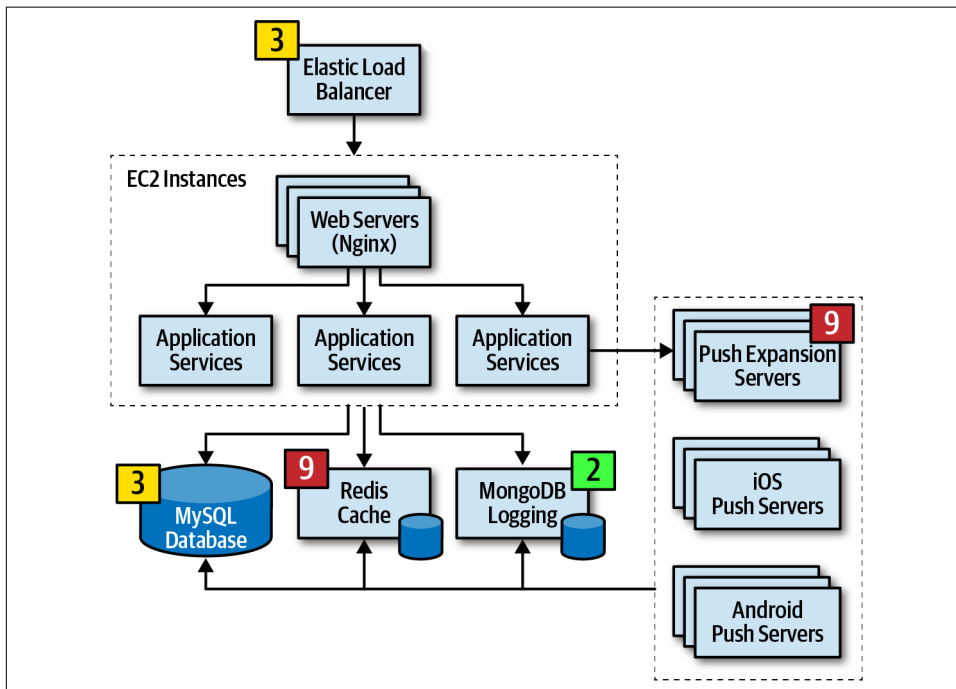 3
Elastic Load
Balancer
EC2 Instances
Web Servers
(Nginx)
Application
Services
Application
Services
Application
Services
9
Push Expansion
Servers
3
MySQL
Database
9
Redis
Cache
2
MongoDB
Logging
iOS
Push Servers
Android
Push Servers